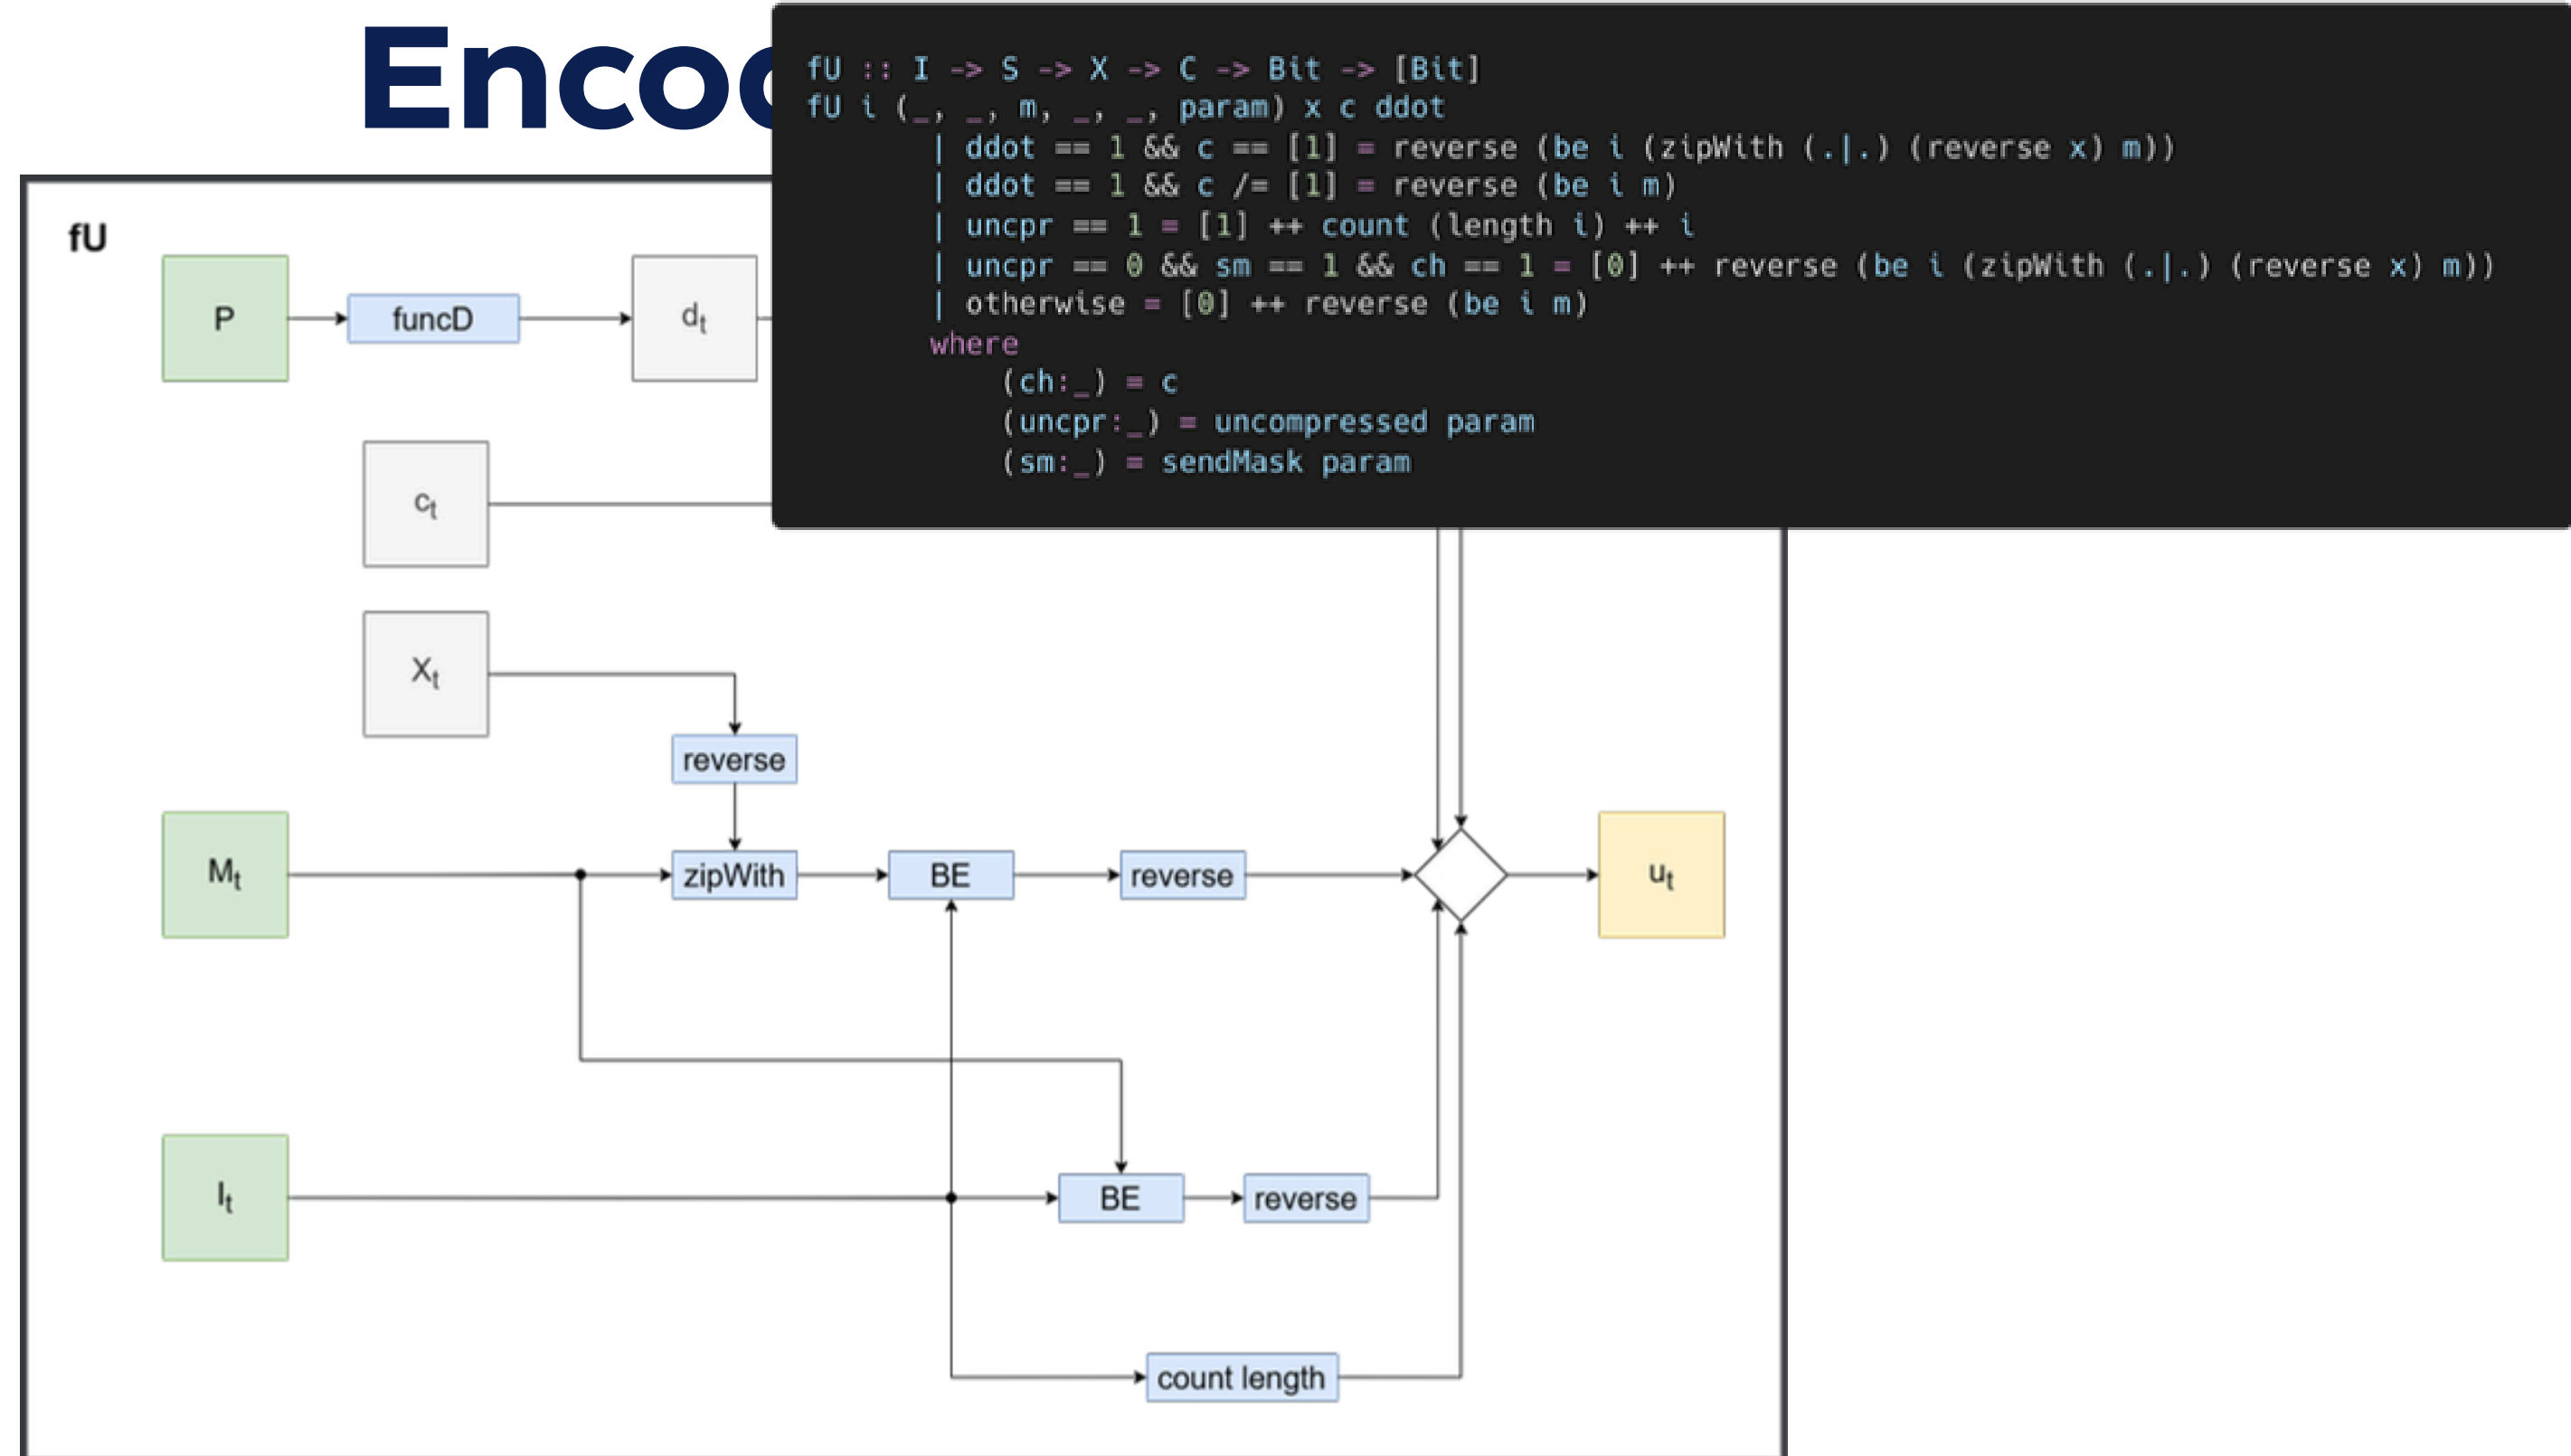 Enco
fU :: I -> S -> X -> C -> Bit -> [Bit]
fU i (_, _, m, _, _, param) x c ddot
| ddot == 1 && c == [1] = reverse (be i (zipWith (.|.) (reverse x) m))
| ddot == 1 && c /= [1] = reverse (be i m)
| uncpr == 1 = [1] ++ count (length i) ++ i
| uncpr == 0 && sm == 1 && ch == 1 = [0] ++ reverse (be i (zipWith (.|.) (reverse x) m))
| otherwise = [0] ++ reverse (be i m)
where
(ch:_) = c
(uncpr:_) = uncompressed param
(sm:_) = sendMask param
fU
P
funcD
dt
ct
Xt
reverse
Mt
zipWith
BE
reverse
ut
It
BE
reverse
count length